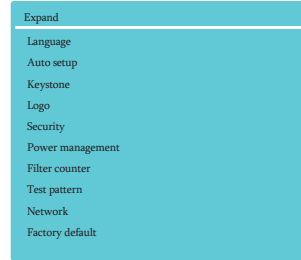 Expand
Language
Auto setup
Keystone
Logo
Security
Power management
Filter counter
Test pattern
Network
Factory default